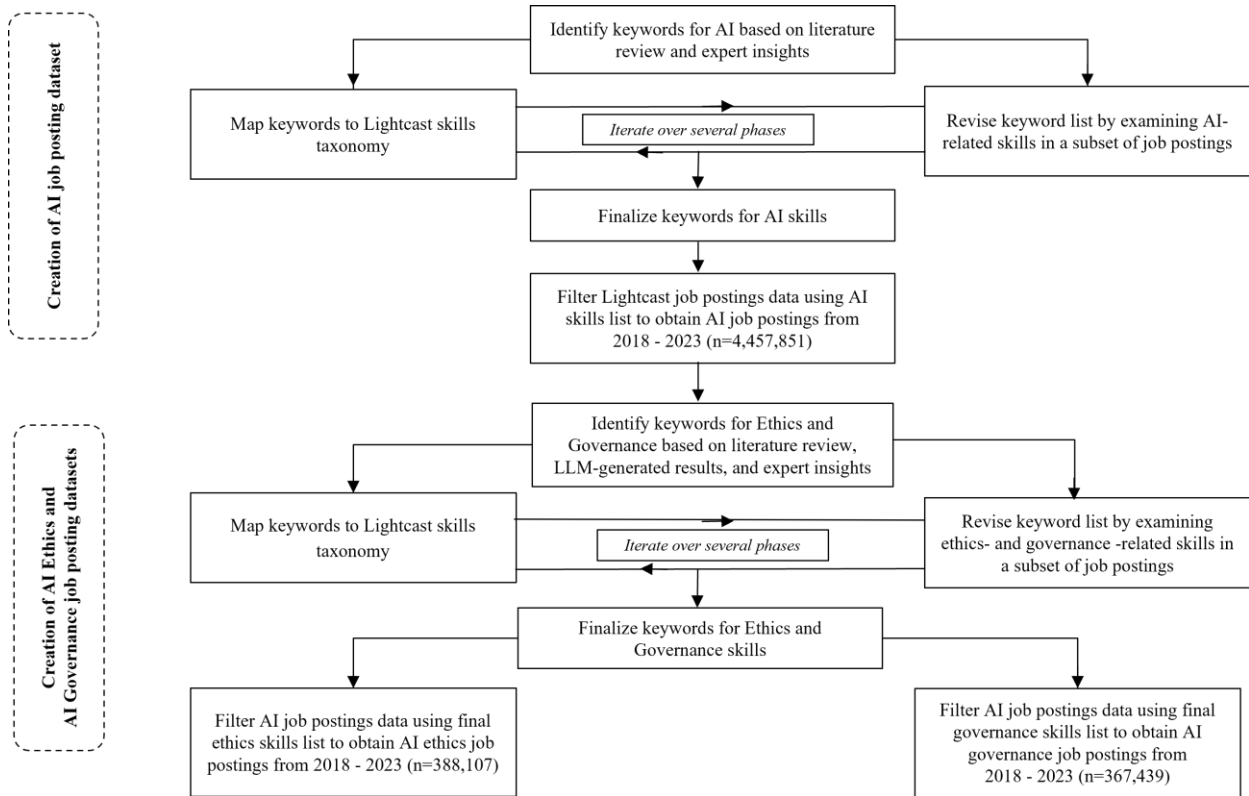 Creation of AI job posting dataset
Identify keywords for AI based on literature
review and expert insights
Map keywords to Lightcast skills
taxonomy
Iterate over several phases
Revise keyword list by examining AI-
related skills in a subset of job postings
Finalize keywords for AI skills
Filter Lightcast job postings data using AI
skills list to obtain AI job postings from
2018 - 2023 (n=4,457,851)
Creation of AI Ethics and
AI Governance job posting datasets
Identify keywords for Ethics and
Governance based on literature review,
LLM-generated results, and expert insights
Map keywords to Lightcast skills
taxonomy
Iterate over several phases
Revise keyword list by examining
ethics- and governance -related skills in
a subset of job postings
Finalize keywords for Ethics and
Governance skills
Filter AI job postings data using final
ethics skills list to obtain AI ethics job
postings from 2018 - 2023 (n=388,107)
Filter AI job postings data using final
governance skills list to obtain AI
governance job postings from
2018 - 2023 (n=367,439)